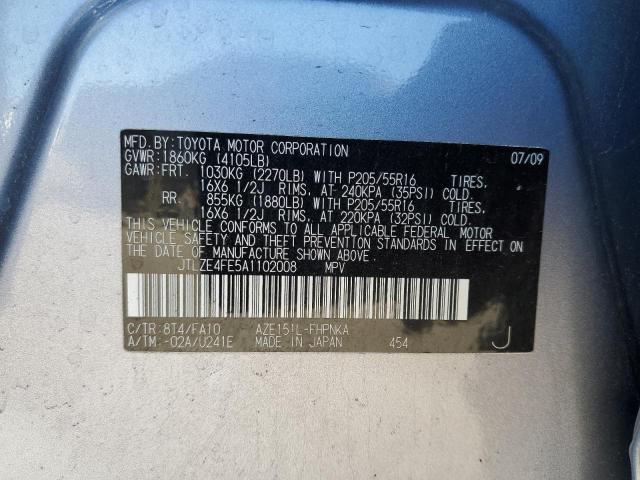 MFD.BY:TOYOTA MOTOR CORPORATION 07/09
GVWR:1860KG (4105LB)
GAWR:FRT. 1030KG (2270LB) WITH P205/55R16 TIRES.
16X6 1/2J RIMS. AT 240KPA (35PSI) COLD.
RR. 855KG (1880LB) WITH P205/55R16 TIRES.
16X6 1/2J RIMS. AT 220KPA (32PSI) COLD.
THIS VEHICLE CONFORMS TO ALL APPLICABLE FEDERAL MOTOR
VEHICLE SAFETY AND THEFT PREVENTION STANDARDS IN EFFECT ON
THE DATE OF MANUFACTURE SHOWN ABOVE.
JTLZE4FE5A1102008 MPV
C/TR:8T4/FA10 AZE151L-FHPNKA
A/TM:-02A/U241E MADE IN JAPAN 454 J